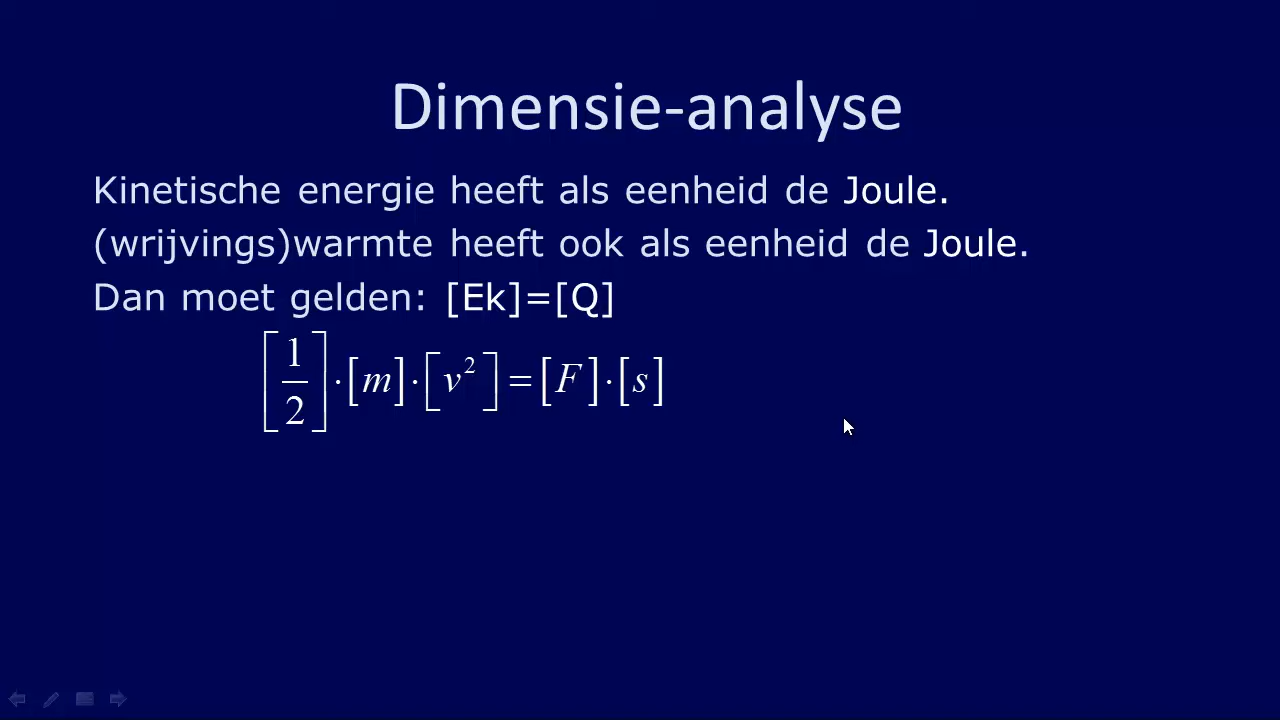 Dimensie-analyse
Kinetische energie heeft als eenheid de Joule.
(wrijvings)warmte heeft ook als eenheid de Joule.
Dan moet gelden: [Ek]=[Q]
[1/2]·[m]·[v²]=[F]·[s]